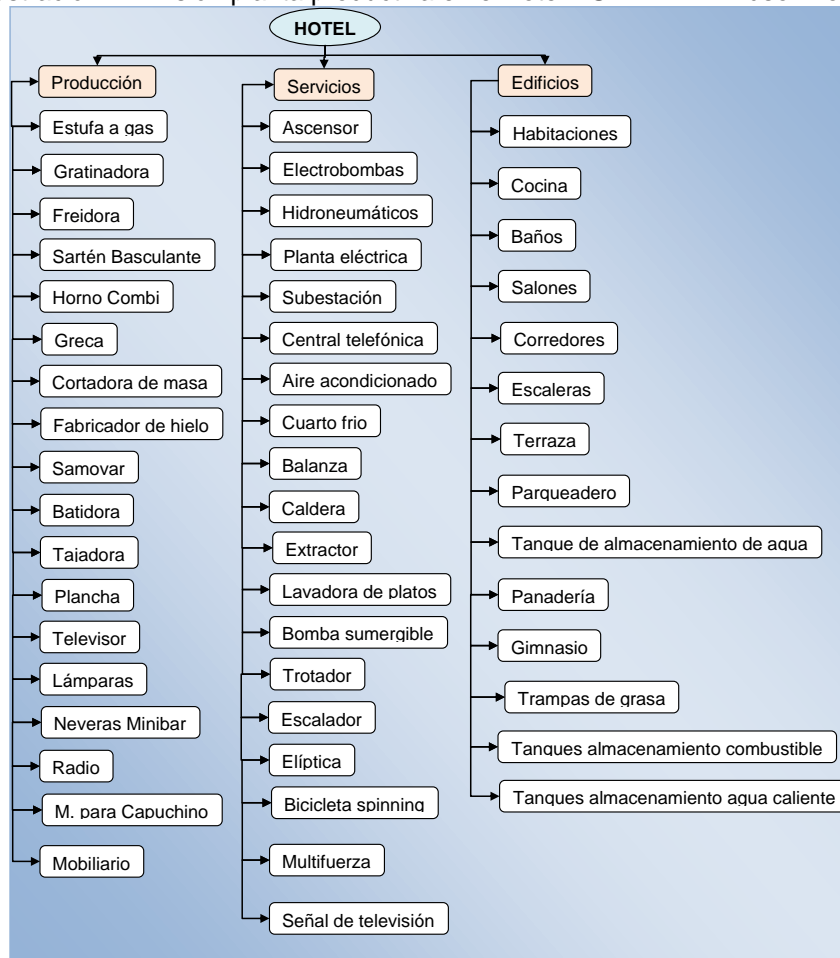 HOTEL
Producción
Estufa a gas
Gratinadora
Freidora
Sartén Basculante
Horno Combi
Greca
Cortadora de masa
Fabricador de hielo
Samovar
Batidora
Tajadora
Plancha
Televisor
Lámparas
Neveras Minibar
Radio
M. para Capuchino
Mobiliario
Servicios
Ascensor
Electrobombas
Hidroneumáticos
Planta eléctrica
Subestación
Central telefónica
Aire acondicionado
Cuarto frio
Balanza
Caldera
Extractor
Lavadora de platos
Bomba sumergible
Trotador
Escalador
Elíptica
Bicicleta spinning
Multifuerza
Señal de televisión
Edificios
Habitaciones
Cocina
Baños
Salones
Corredores
Escaleras
Terraza
Parqueadero
Tanque de almacenamiento de agua
Panadería
Gimnasio
Trampas de grasa
Tanques almacenamiento combustible
Tanques almacenamiento agua caliente